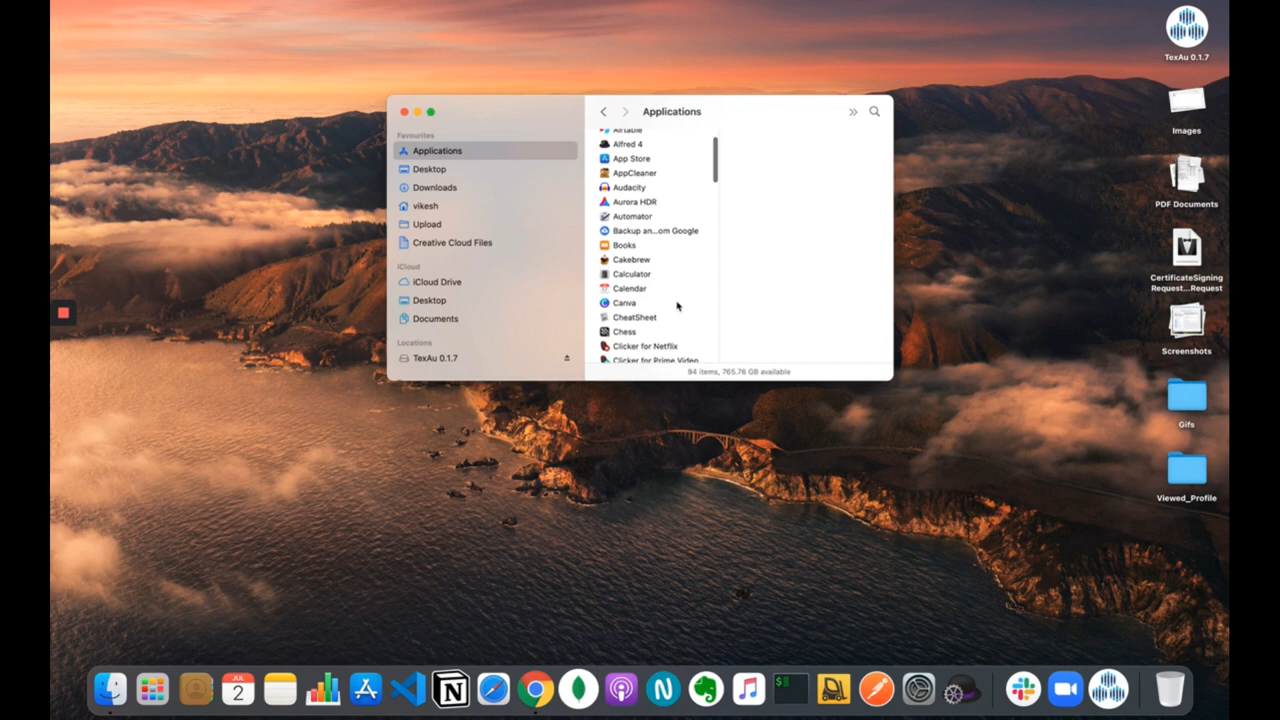 Applications
Favourites
Applications
Desktop
Downloads
vikesh
Upload
Creative Cloud Files
iCloud
iCloud Drive
Desktop
Documents
Locations
TexAu 0.1.7
Airtable
Alfred 4
App Store
AppCleaner
Audacity
Aurora HDR
Automator
Backup an...om Google
Books
Cakebrew
Calculator
Calendar
Canva
CheatSheet
Chess
Clicker for Netflix
Clicker for Prime Video
94 items, 765.76 GB available
TexAu 0.1.7
Images
PDF Documents
CertificateSigning
Request...Request
Screenshots
Gifs
Viewed_Profile
JUL
2
N
N
$